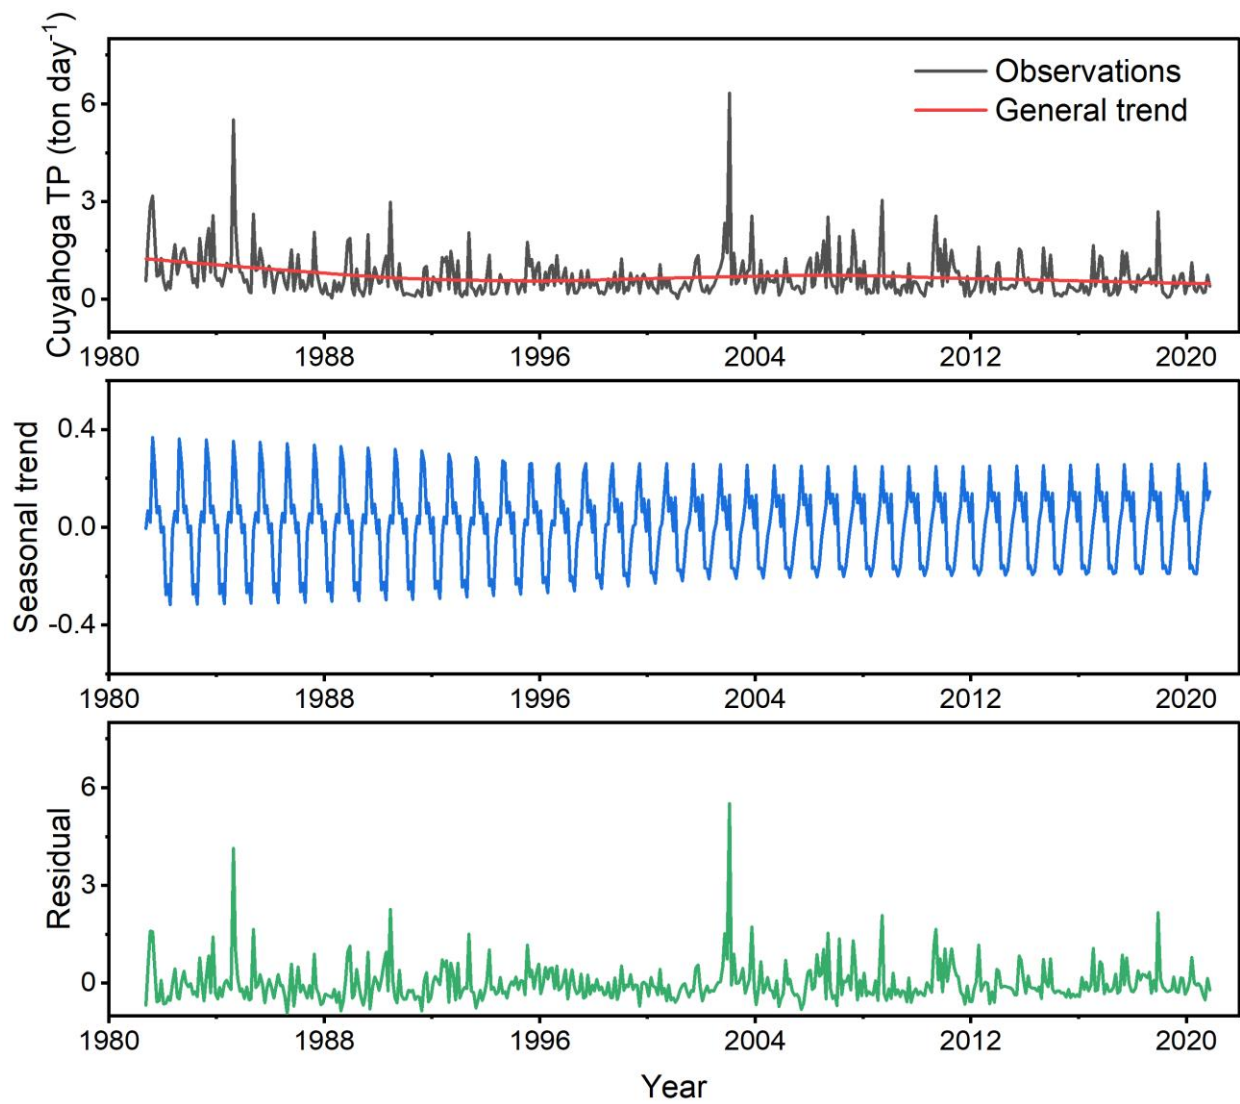 Cuyahoga TP (ton day⁻¹)
6
3
0
Observations
General trend
1980 1988 1996 2004 2012 2020
Seasonal trend
0.4
0.0
-0.4
1980 1988 1996 2004 2012 2020
Residual
6
3
0
1980 1988 1996 2004 2012 2020
Year